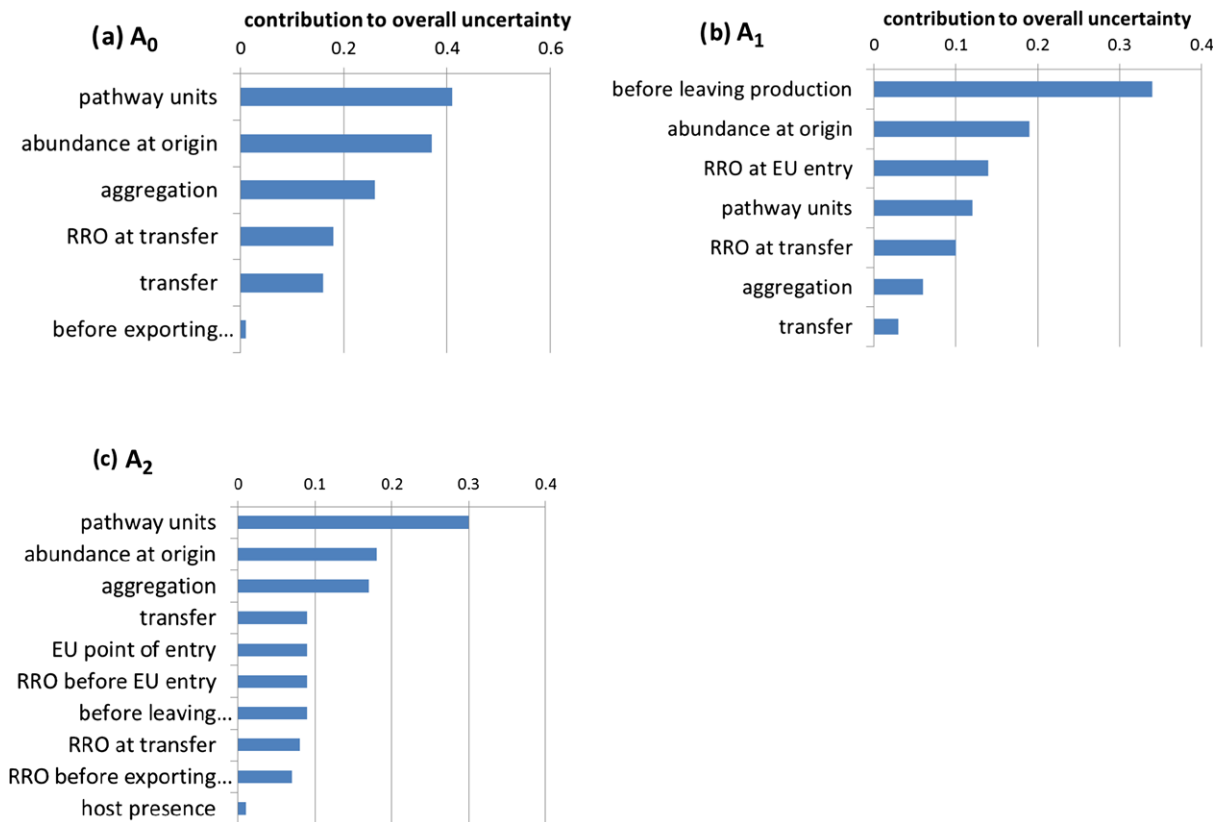 (a) A0
contribution to overall uncertainty
0 0.2 0.4 0.6
pathway units
abundance at origin
aggregation
RRO at transfer
transfer
before exporting...
(b) A1
contribution to overall uncertainty
0 0.1 0.2 0.3 0.4
before leaving production
abundance at origin
RRO at EU entry
pathway units
RRO at transfer
aggregation
transfer
(c) A2
0 0.1 0.2 0.3 0.4
pathway units
abundance at origin
aggregation
transfer
EU point of entry
RRO before EU entry
before leaving...
RRO at transfer
RRO before exporting...
host presence